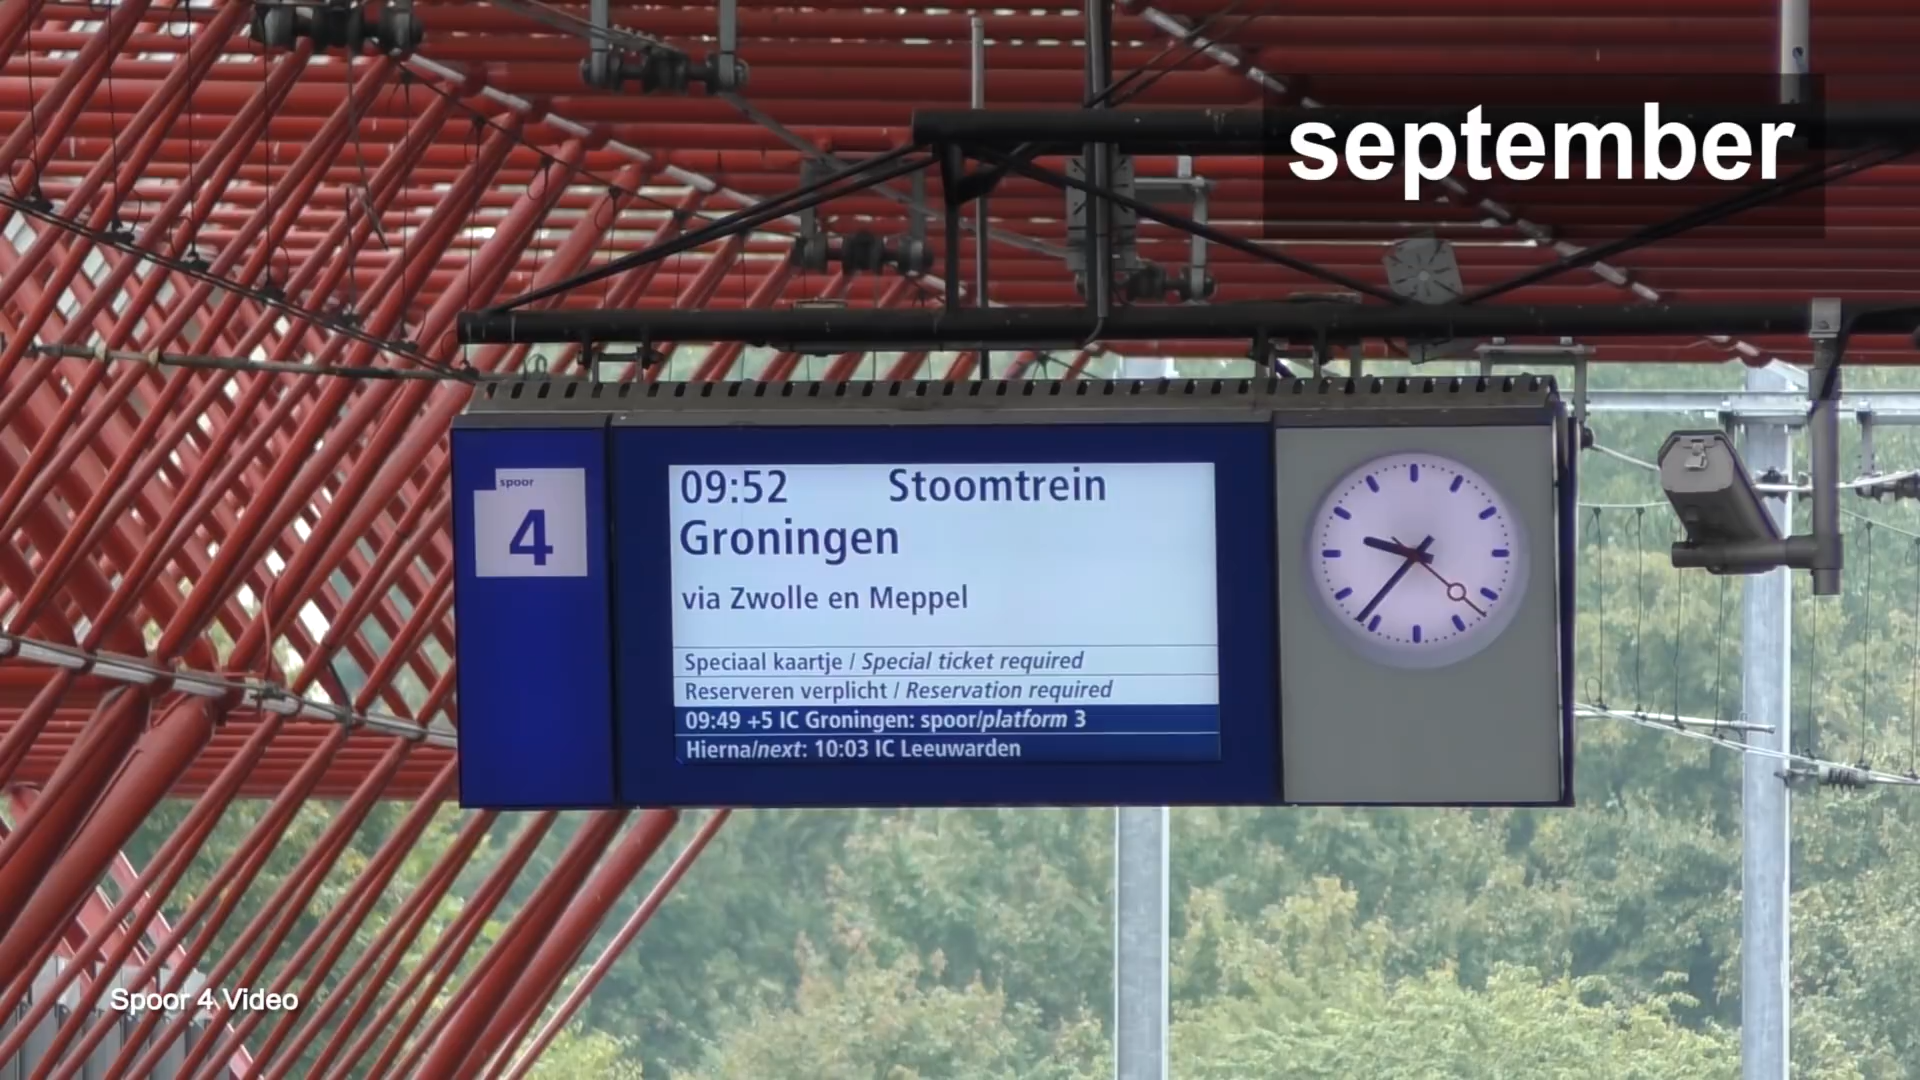 september
spoor
4
09:52 Stoomtrein
Groningen
via Zwolle en Meppel
Speciaal kaartje / Special ticket required
Reserveren verplicht / Reservation required
09:49 +5 IC Groningen: spoor/platform 3
Hierna/next: 10:03 IC Leeuwarden
Spoor 4 Video